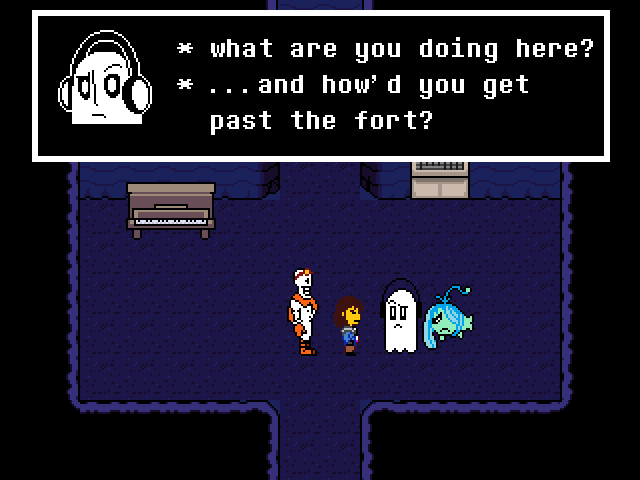 * what are you doing here?
* ...and how'd you get
past the fort?